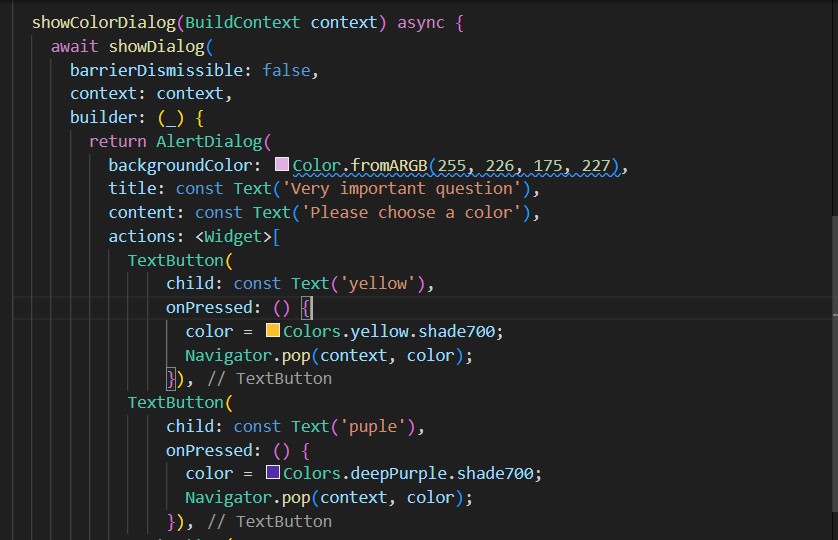 showColorDialog(BuildContext context) async {
await showDialog(
barrierDismissible: false,
context: context,
builder: (_) {
return AlertDialog(
backgroundColor: Color.fromARGB(255, 226, 175, 227),
title: const Text('Very important question'),
content: const Text('Please choose a color'),
actions: <Widget>[
TextButton(
child: const Text('yellow'),
onPressed: () {
color = Colors.yellow.shade700;
Navigator.pop(context, color);
}), // TextButton
TextButton(
child: const Text('puple'),
onPressed: () {
color = Colors.deepPurple.shade700;
Navigator.pop(context, color);
}), // TextButton